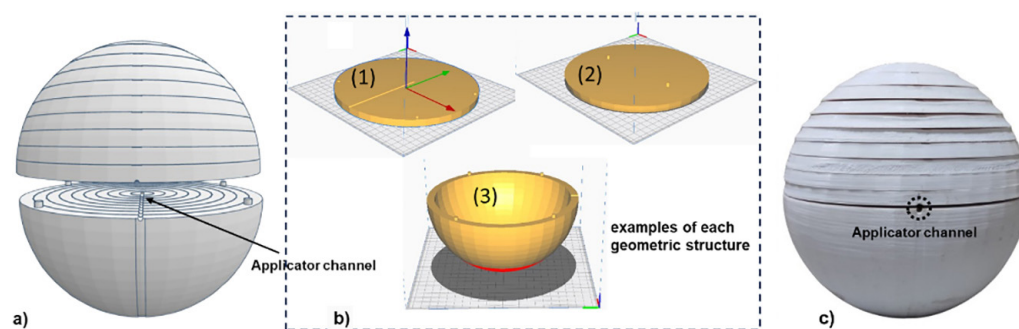 (1)
(2)
(3)
examples of each
geometric structure
Applicator channel
Applicator channel
a)
b)
c)